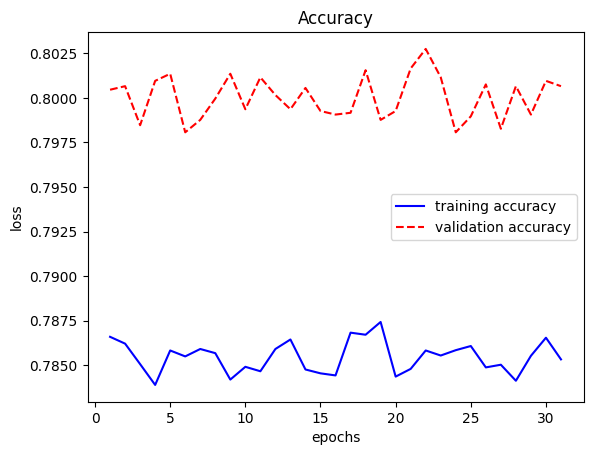 Accuracy
0.8025
0.8000
0.7975
0.7950
0.7925
0.7900
0.7875
0.7850
loss
training accuracy
validation accuracy
0 5 10 15 20 25 30
epochs